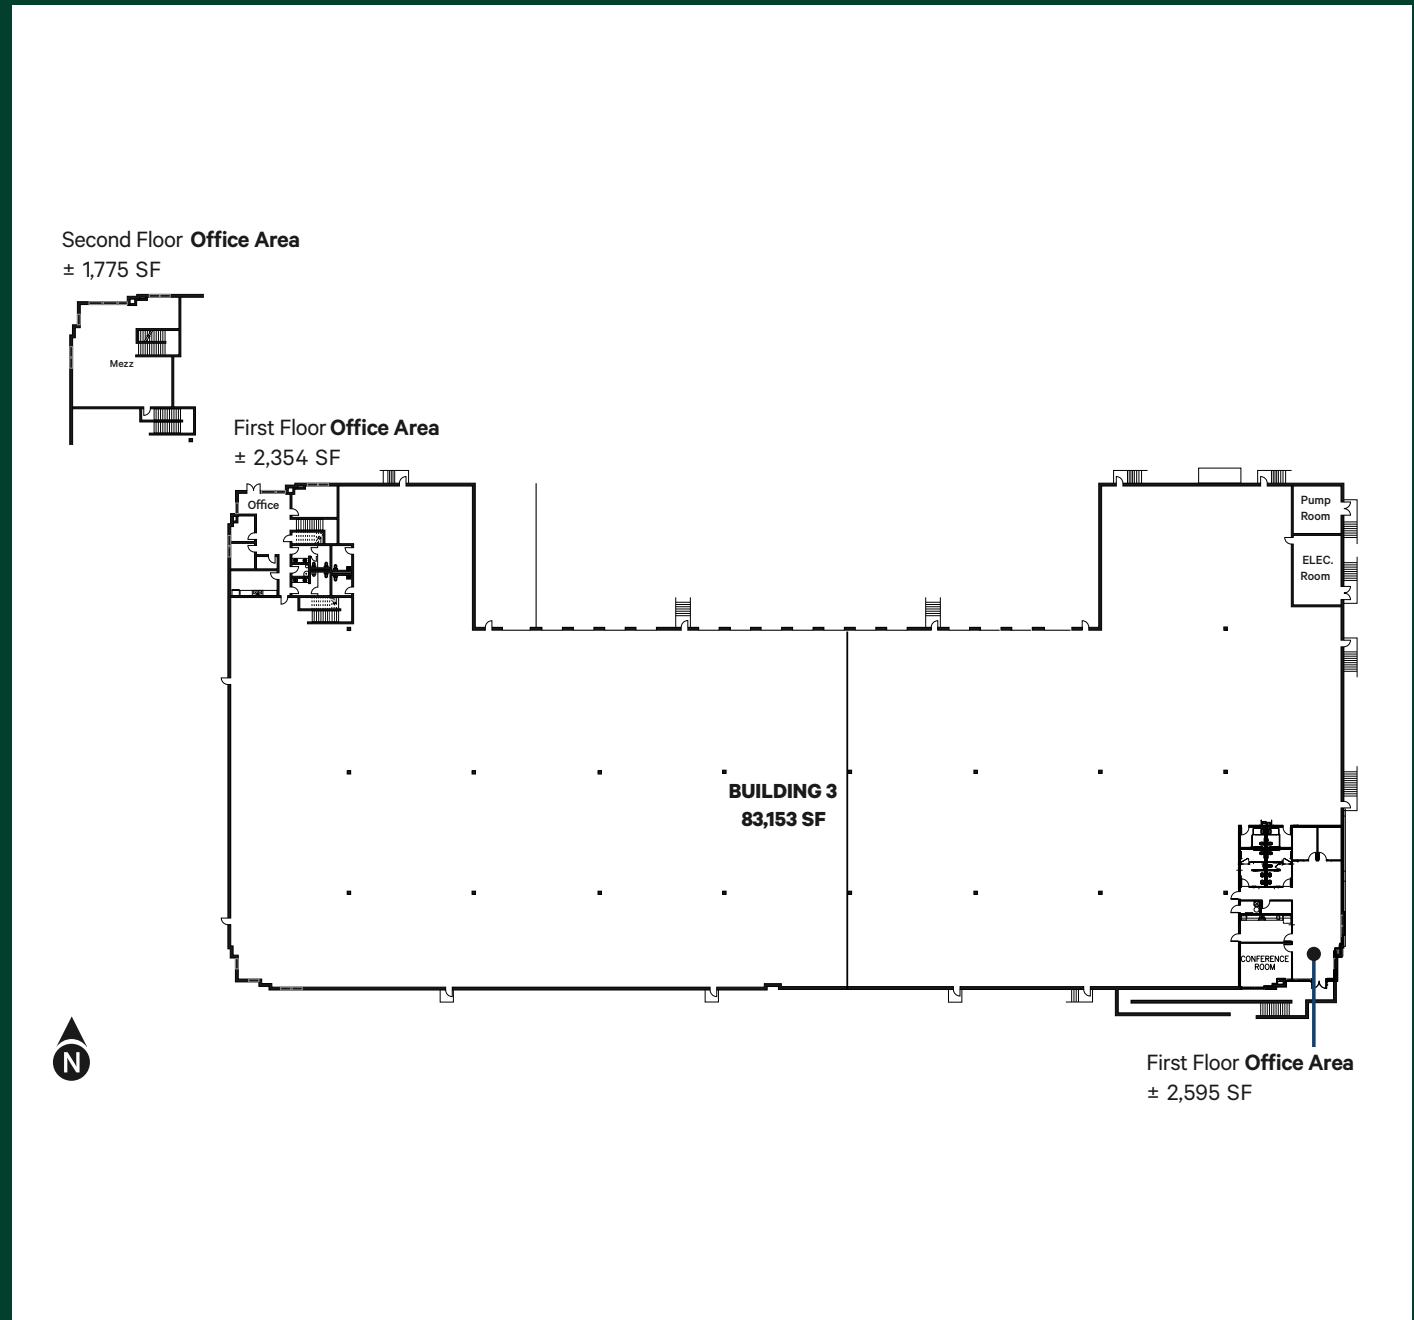 Second Floor Office Area
± 1,775 SF
Mezz
First Floor Office Area
± 2,354 SF
Office
Pump
Room
ELEC.
Room
BUILDING 3
83,153 SF
CONFERENCE
ROOM
N
First Floor Office Area
± 2,595 SF